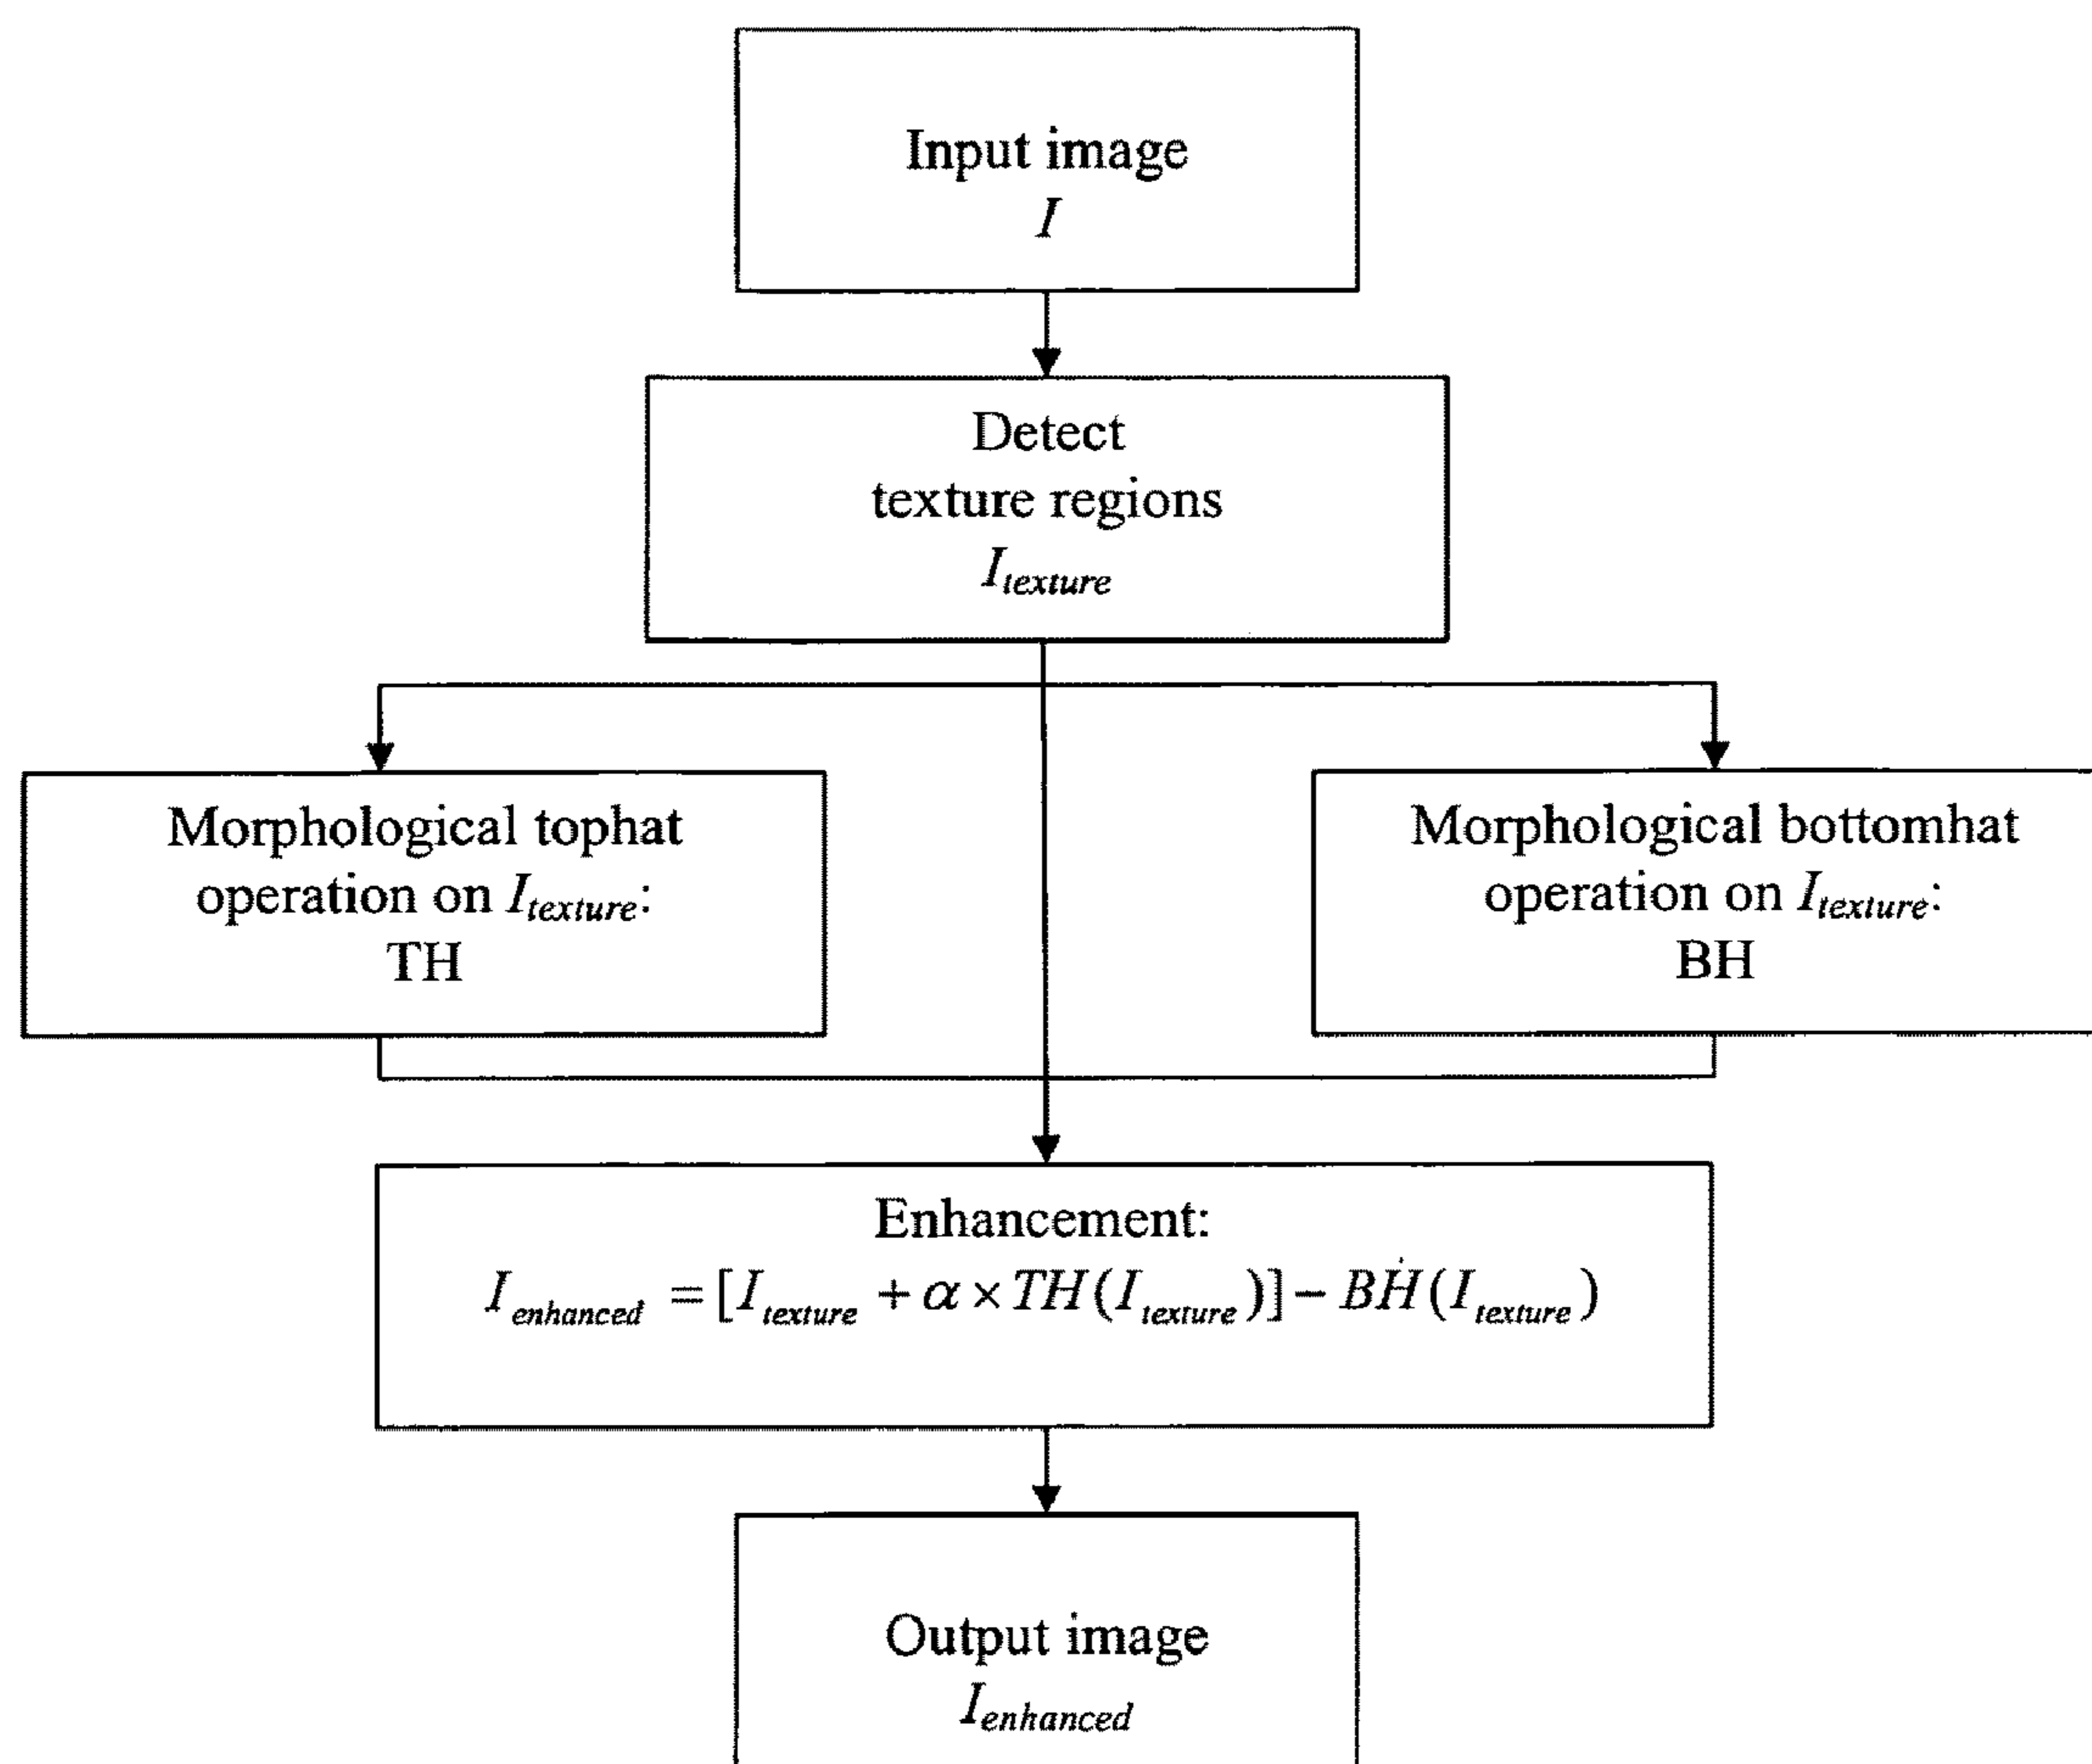 Input image
I
Detect
texture regions
I_texture
Morphological tophat
operation on I_texture:
TH
Morphological bottomhat
operation on I_texture:
BH
Enhancement:
I_enhanced = [I_texture + α × TH(I_texture)] − BH(I_texture)
Output image
I_enhanced